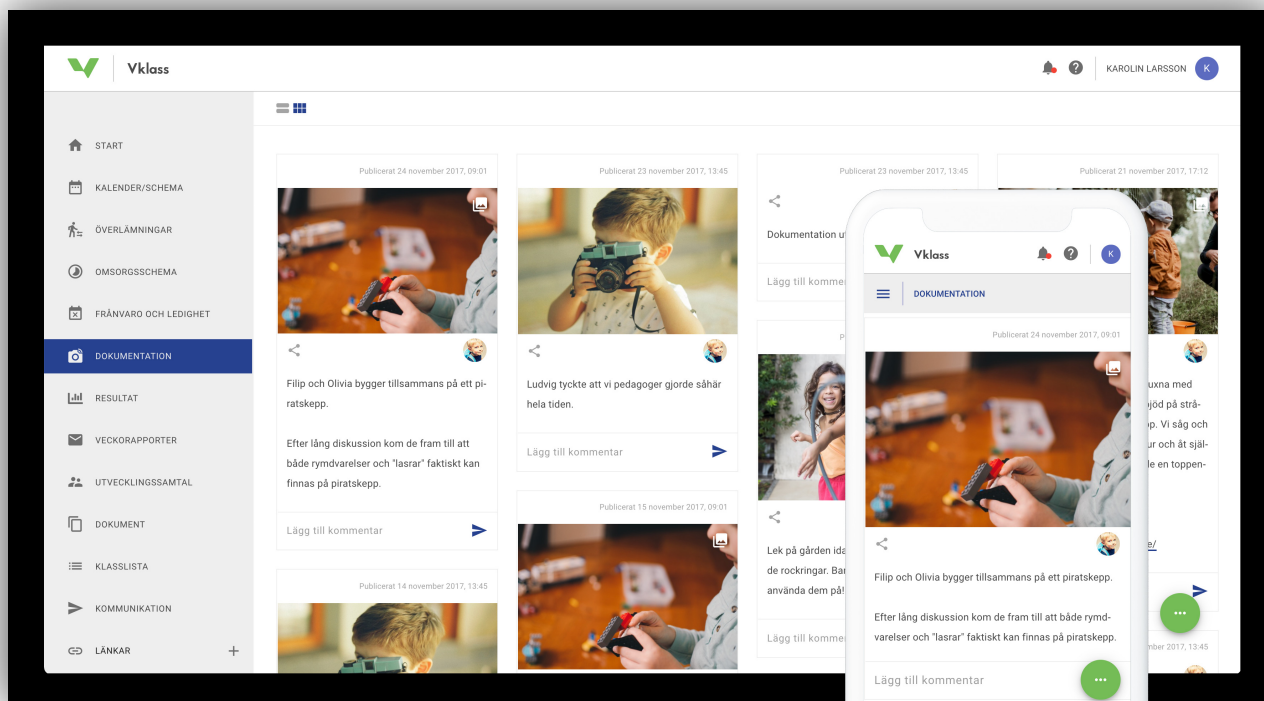 Vklass
KAROLIN LARSSON
K
START
KALENDER/SCHEMA
ÖVERLÄMNINGAR
OMSORGSSCHEMA
FRÅNVARO OCH LEDIGHET
DOKUMENTATION
RESULTAT
VECKORAPPORTER
UTVECKLINGSSAMTAL
DOKUMENT
KLASSLISTA
KOMMUNIKATION
LÄNKAR
Publicerat 24 november 2017, 09:01
Filip och Olivia bygger tillsammans på ett pi-
ratskepp.
Efter lång diskussion kom de fram till att
både rymdvarelser och "lasrar" faktiskt kan
finnas på piratskepp.
Lägg till kommentar
Publicerat 14 november 2017, 13:45
Publicerat 23 november 2017, 13:45
Ludvig tyckte att vi pedagoger gjorde såhär
hela tiden.
Lägg till kommentar
Publicerat 15 november 2017, 09:01
Publicerat 23 november 2017, 13:45
Dokumentation
Lägg till
Lek på gården
de rockringar.
använda dem på!
Lägg till
Publicerat 21 november 2017, 17:12
med
på strå-
Vi såg och
och åt själ-
en toppen-
2017, 13:45
Vklass
K
DOKUMENTATION
Publicerat 24 november 2017, 09:01
Filip och Olivia bygger tillsammans på ett piratskepp.
Efter lång diskussion kom de fram till att både rymd-
varelser och "lasrar" faktiskt kan finnas på piratskepp.
Lägg till kommentar